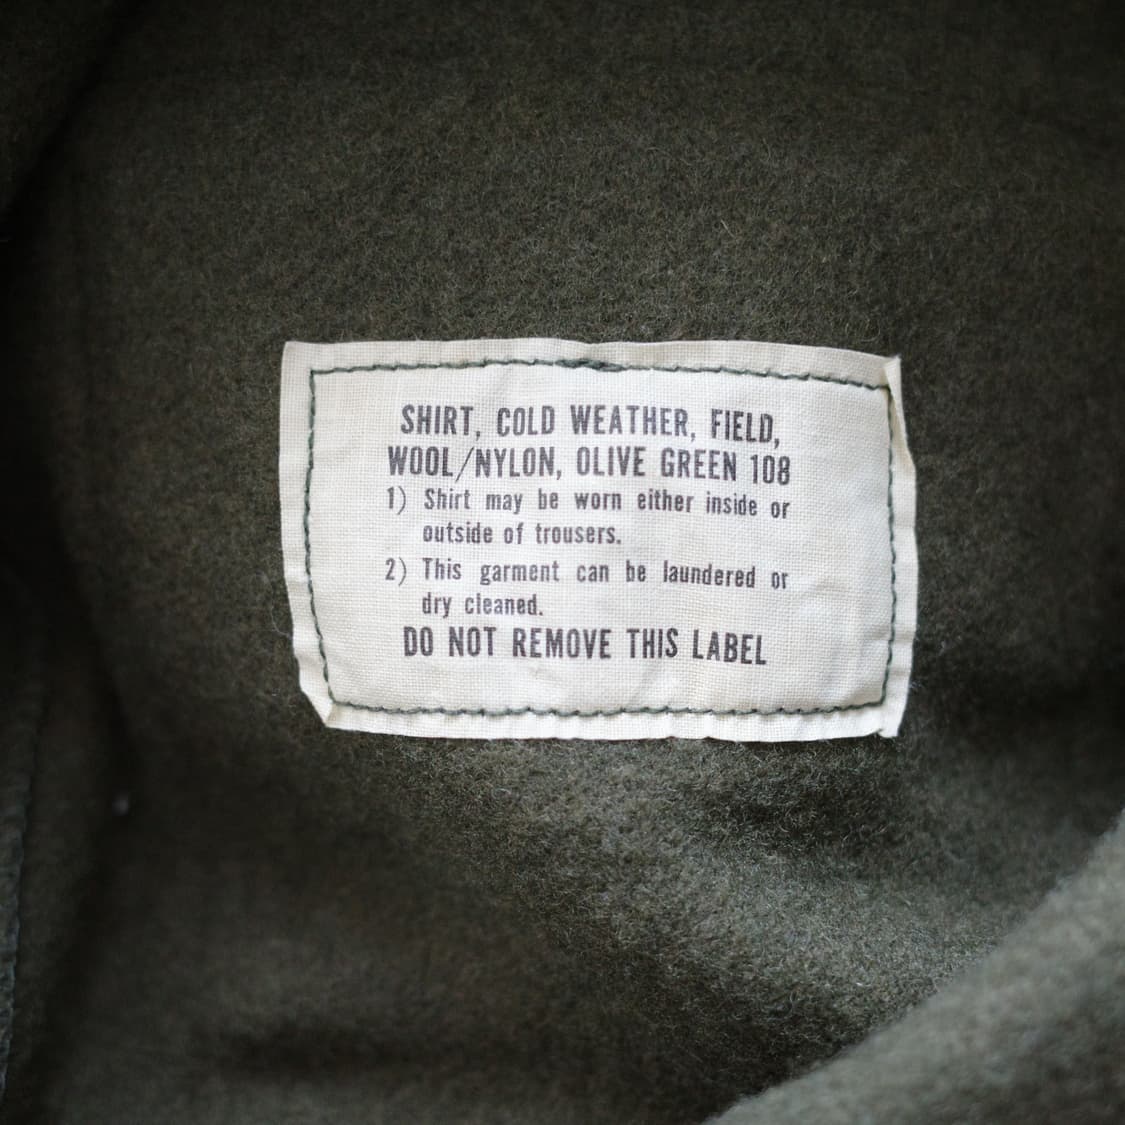 SHIRT, COLD WEATHER, FIELD,
WOOL/NYLON, OLIVE GREEN 108
1) Shirt may be worn either inside or
outside of trousers.
2) This garment can be laundered or
dry cleaned.
DO NOT REMOVE THIS LABEL